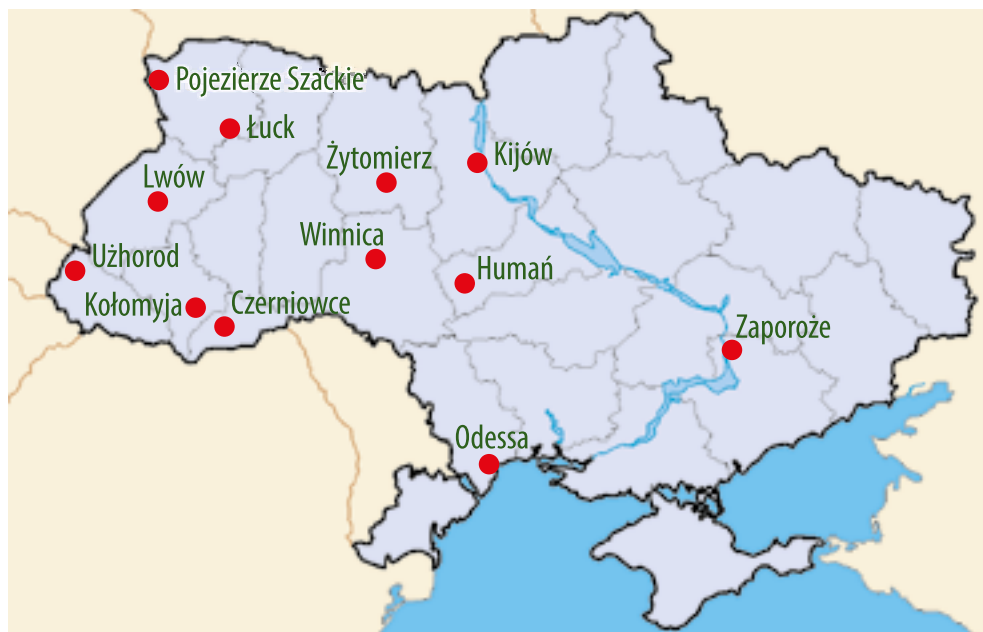 Pojezierze Szackie
Łuck
Żytomierz
Kijów
Lwów
Winnica
Użhorod
Humań
Kołomyja
Czerniowce
Zaporoże
Odessa